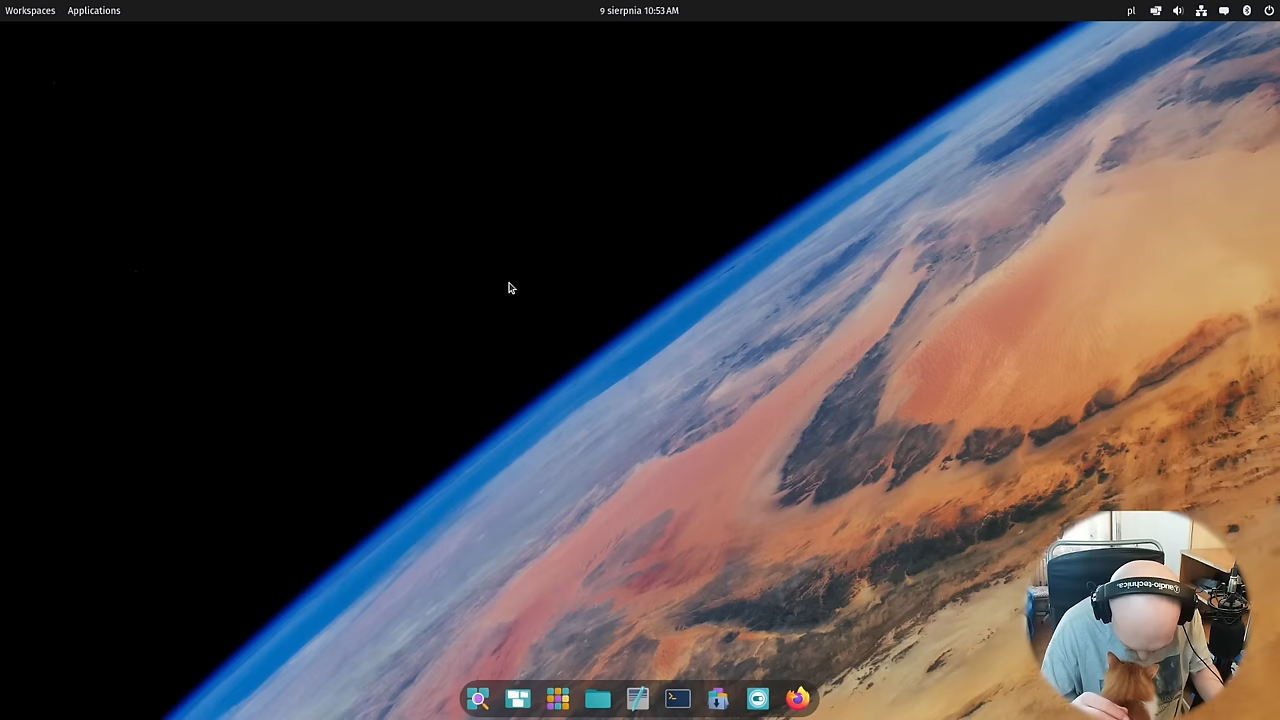 Workspaces Applications 9 sierpnia 10:53 AM pl
audio-technica.